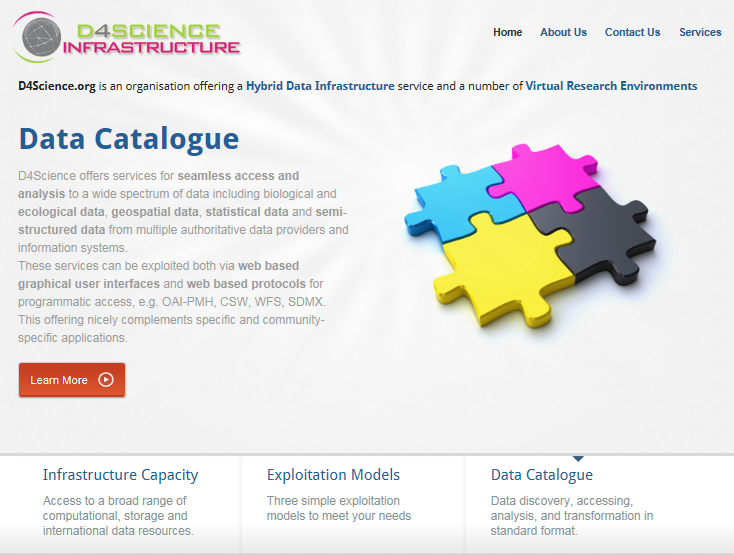 D4SCIENCE
INFRASTRUCTURE
Home About Us Contact Us Services
D4Science.org is an organisation offering a Hybrid Data Infrastructure service and a number of Virtual Research Environments
Data Catalogue
D4Science offers services for seamless access and
analysis to a wide spectrum of data including biological and
ecological data, geospatial data, statistical data and semi-
structured data from multiple authoritative data providers and
information systems.
These services can be exploited both via web based
graphical user interfaces and web based protocols for
programmatic access, e.g. OAI-PMH, CSW, WFS, SDMX.
This offering nicely complements specific and community-
specific applications.
Learn More
Infrastructure Capacity
Access to a broad range of
computational, storage and
international data resources.
Exploitation Models
Three simple exploitation
models to meet your needs
Data Catalogue
Data discovery, accessing,
analysis, and transformation in
standard format.